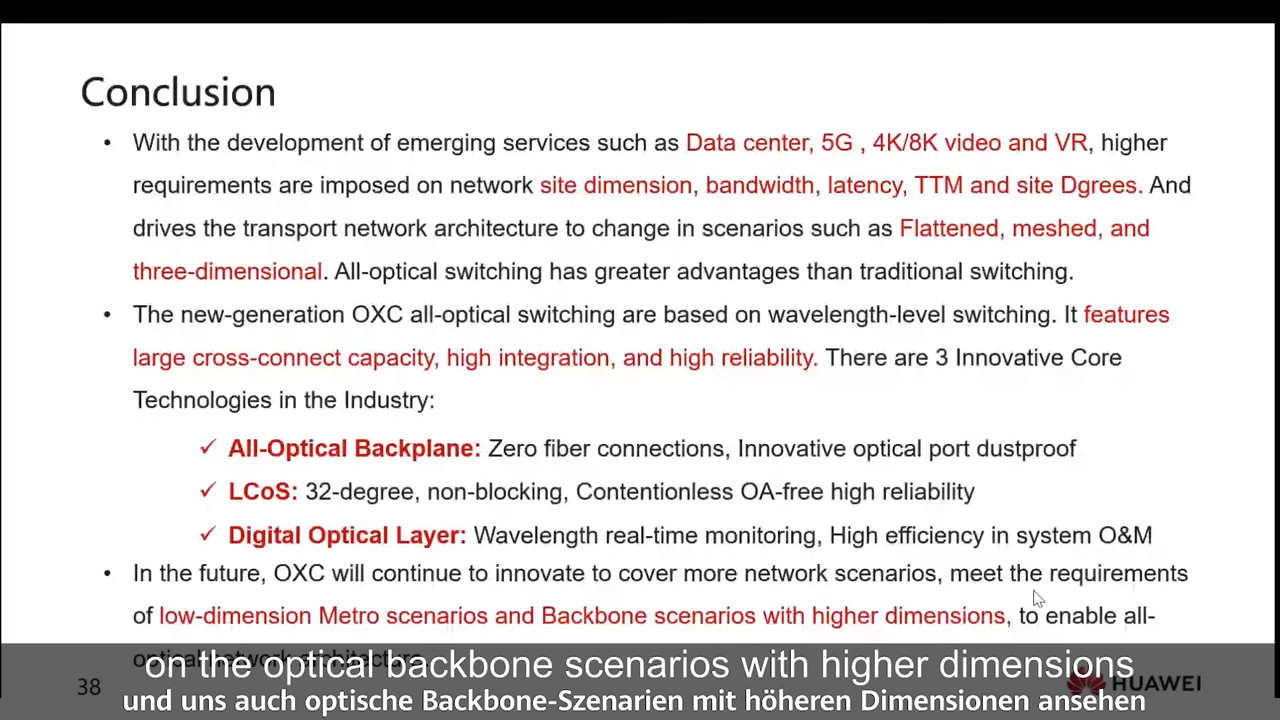 Conclusion
• With the development of emerging services such as Data center, 5G , 4K/8K video and VR, higher
requirements are imposed on network site dimension, bandwidth, latency, TTM and site Dgrees. And
drives the transport network architecture to change in scenarios such as Flattened, meshed, and
three-dimensional. All-optical switching has greater advantages than traditional switching.
• The new-generation OXC all-optical switching are based on wavelength-level switching. It features
large cross-connect capacity, high integration, and high reliability. There are 3 Innovative Core
Technologies in the Industry:
✓ All-Optical Backplane: Zero fiber connections, Innovative optical port dustproof
✓ LCoS: 32-degree, non-blocking, Contentionless OA-free high reliability
✓ Digital Optical Layer: Wavelength real-time monitoring, High efficiency in system O&M
• In the future, OXC will continue to innovate to cover more network scenarios, meet the requirements
of low-dimension Metro scenarios and Backbone scenarios with higher dimensions, to enable all-
optical network architecture.
on the optical backbone scenarios with higher dimensions
38
HUAWEI
und uns auch optische Backbone-Szenarien mit höheren Dimensionen ansehen